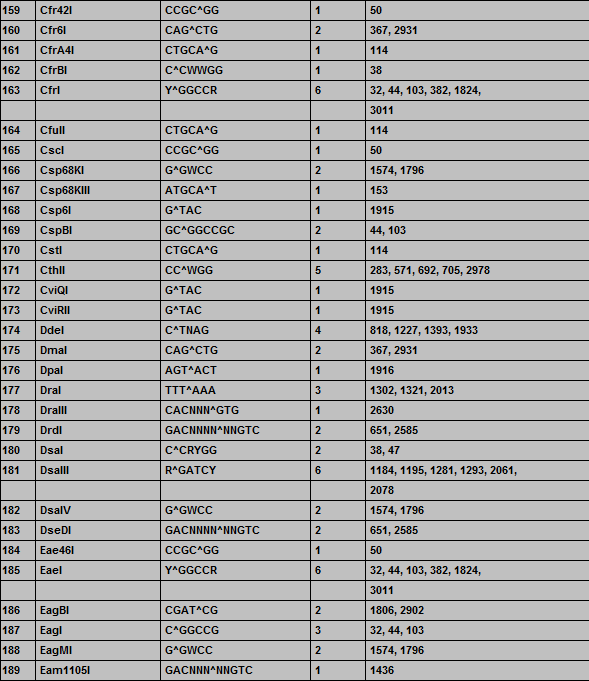 159 Cfr42I CCGC^GG 1 50
160 Cfr6I CAG^CTG 2 367, 2931
161 CfrA4I CTGCA^G 1 114
162 CfrBI C^CWWGG 1 38
163 CfrI Y^GGCCR 6 32, 44, 103, 382, 1824,
3011
164 CfuII CTGCA^G 1 114
165 CscI CCGC^GG 1 50
166 Csp68KI G^GWCC 2 1574, 1796
167 Csp68KIII ATGCA^T 1 153
168 Csp6I G^TAC 1 1915
169 CspBI GC^GGCCGC 2 44, 103
170 CstI CTGCA^G 1 114
171 CthII CC^WGG 5 283, 571, 692, 705, 2978
172 CviQI G^TAC 1 1915
173 CviRII G^TAC 1 1915
174 DdeI C^TNAG 4 818, 1227, 1393, 1933
175 DmaI CAG^CTG 2 367, 2931
176 DpaI AGT^ACT 1 1916
177 DraI TTT^AAA 3 1302, 1321, 2013
178 DraIII CACNNN^GTG 1 2630
179 DrdI GACNNNN^NNGTC 2 651, 2585
180 DsaI C^CRYGG 2 38, 47
181 DsaIII R^GATCY 6 1184, 1195, 1281, 1293, 2061,
2078
182 DsaIV G^GWCC 2 1574, 1796
183 DseDI GACNNNN^NNGTC 2 651, 2585
184 Eae46I CCGC^GG 1 50
185 EaeI Y^GGCCR 6 32, 44, 103, 382, 1824,
3011
186 EagBI CGAT^CG 2 1806, 2902
187 EagI C^GGCCG 3 32, 44, 103
188 EagMI G^GWCC 2 1574, 1796
189 Eam1105I GACNNN^NNGTC 1 1436